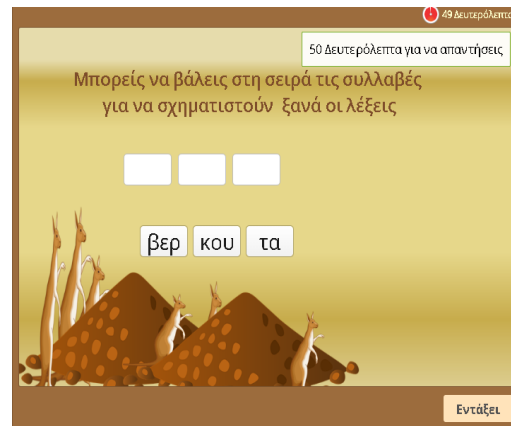 49 Δευτερόλεπτα
50 Δευτερόλεπτα για να απαντήσεις
Μπορείς να βάλεις στη σειρά τις συλλαβές
για να σχηματιστούν ξανά οι λέξεις
βερ κου τα
Εντάξει